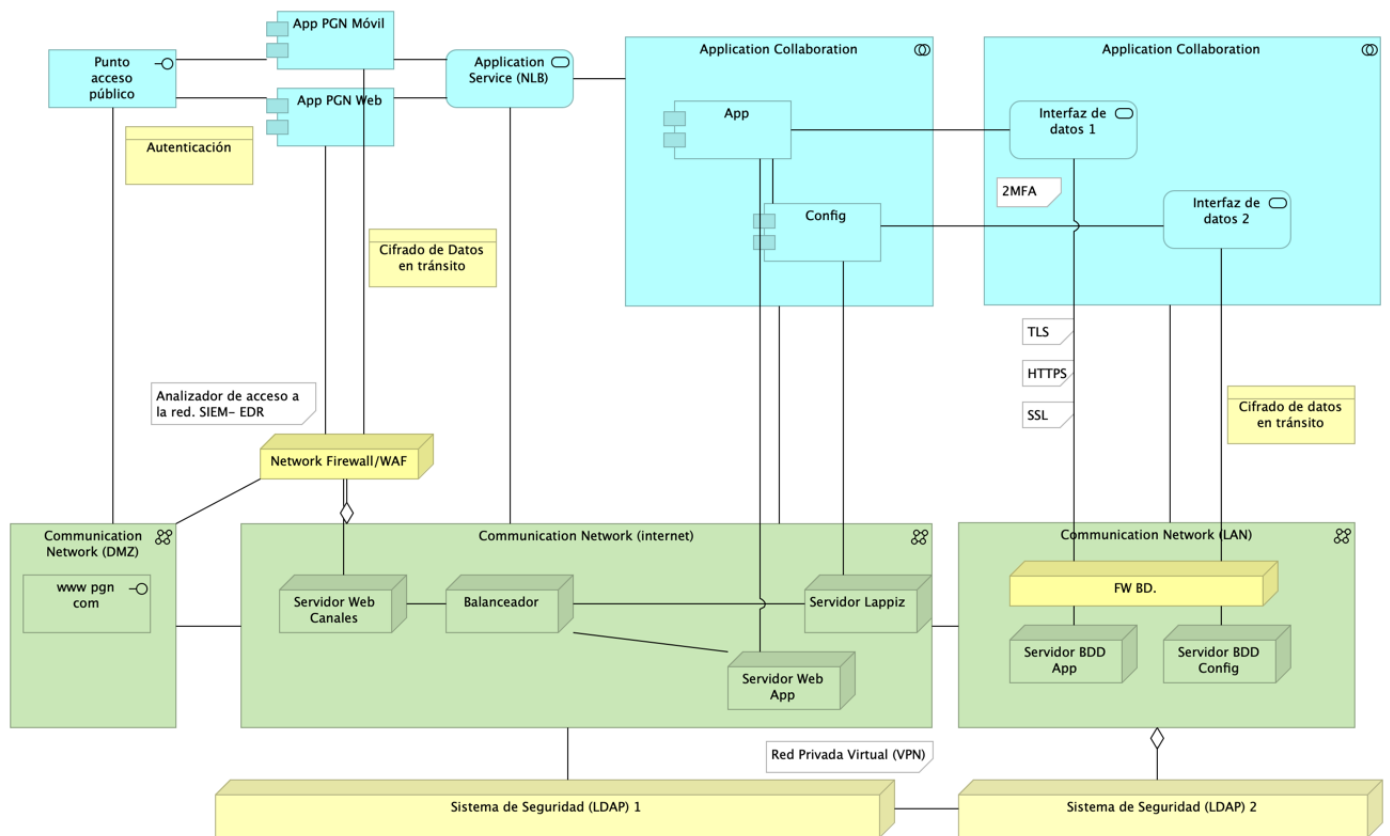 App PGN Móvil
Punto
acceso
público
Application
Service (NLB)
Application Collaboration
Application Collaboration
App PGN Web
App
Interfaz de
datos 1
Autenticación
2MFA
Interfaz de
datos 2
Config
Cifrado de Datos
en tránsito
TLS
HTTPS
SSL
Analizador de acceso a
la red. SIEM- EDR
Cifrado de datos
en tránsito
Network Firewall/WAF
Communication
Network (DMZ)
Communication Network (internet)
Communication Network (LAN)
www pgn
com
Servidor Web
Canales
Balanceador
Servidor Lappiz
FW BD.
Servidor BDD
App
Servidor BDD
Config
Servidor Web
App
Red Privada Virtual (VPN)
Sistema de Seguridad (LDAP) 1
Sistema de Seguridad (LDAP) 2